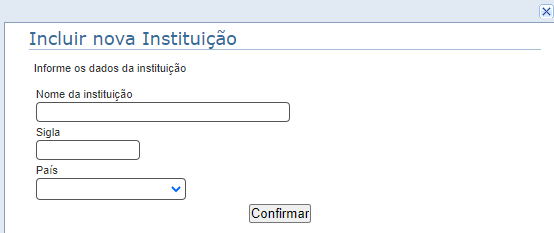 Incluir nova Instituição
Informe os dados da instituição
Nome da instituição
Sigla
País
Confirmar